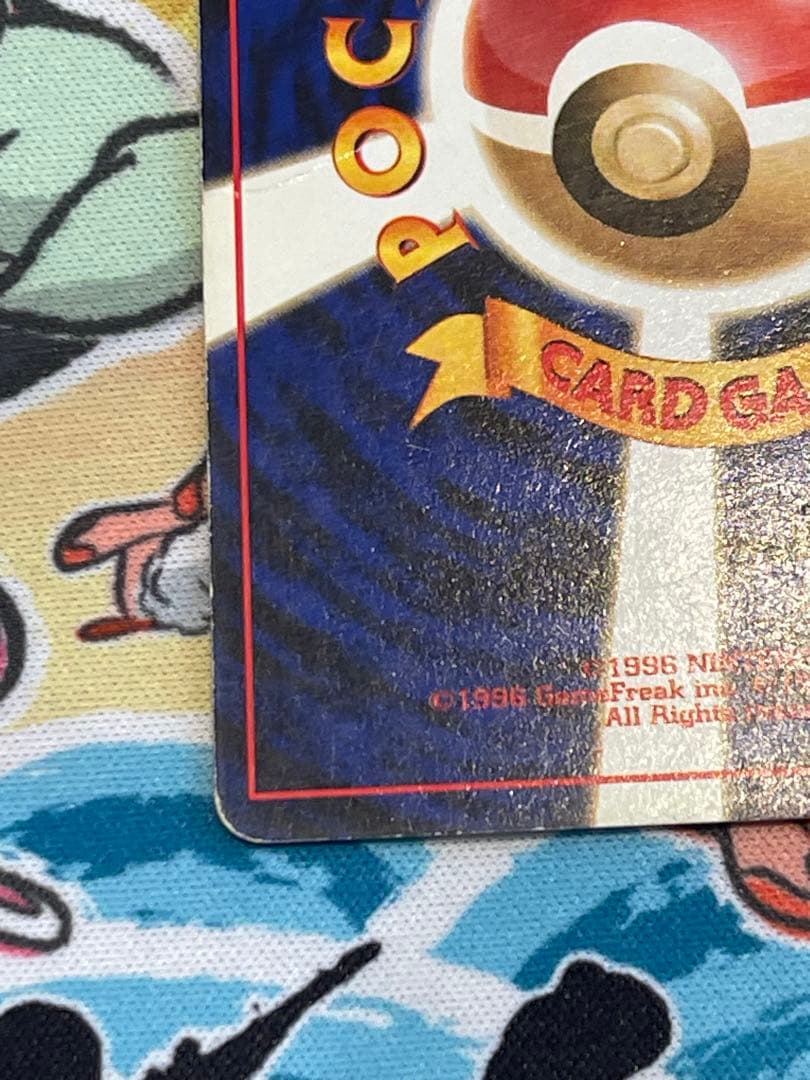 POC
CARD GA
©1996
©1996 GameFreak inc.
All Rights